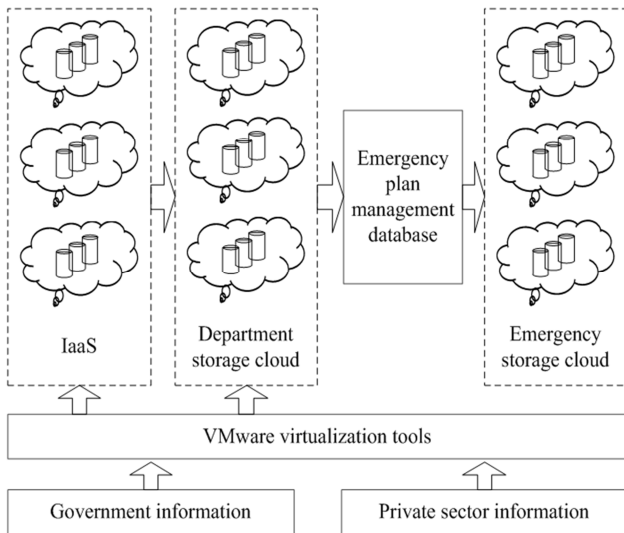 Emergency
plan
management
database
IaaS
Department
storage cloud
Emergency
storage cloud
VMware virtualization tools
Government information
Private sector information